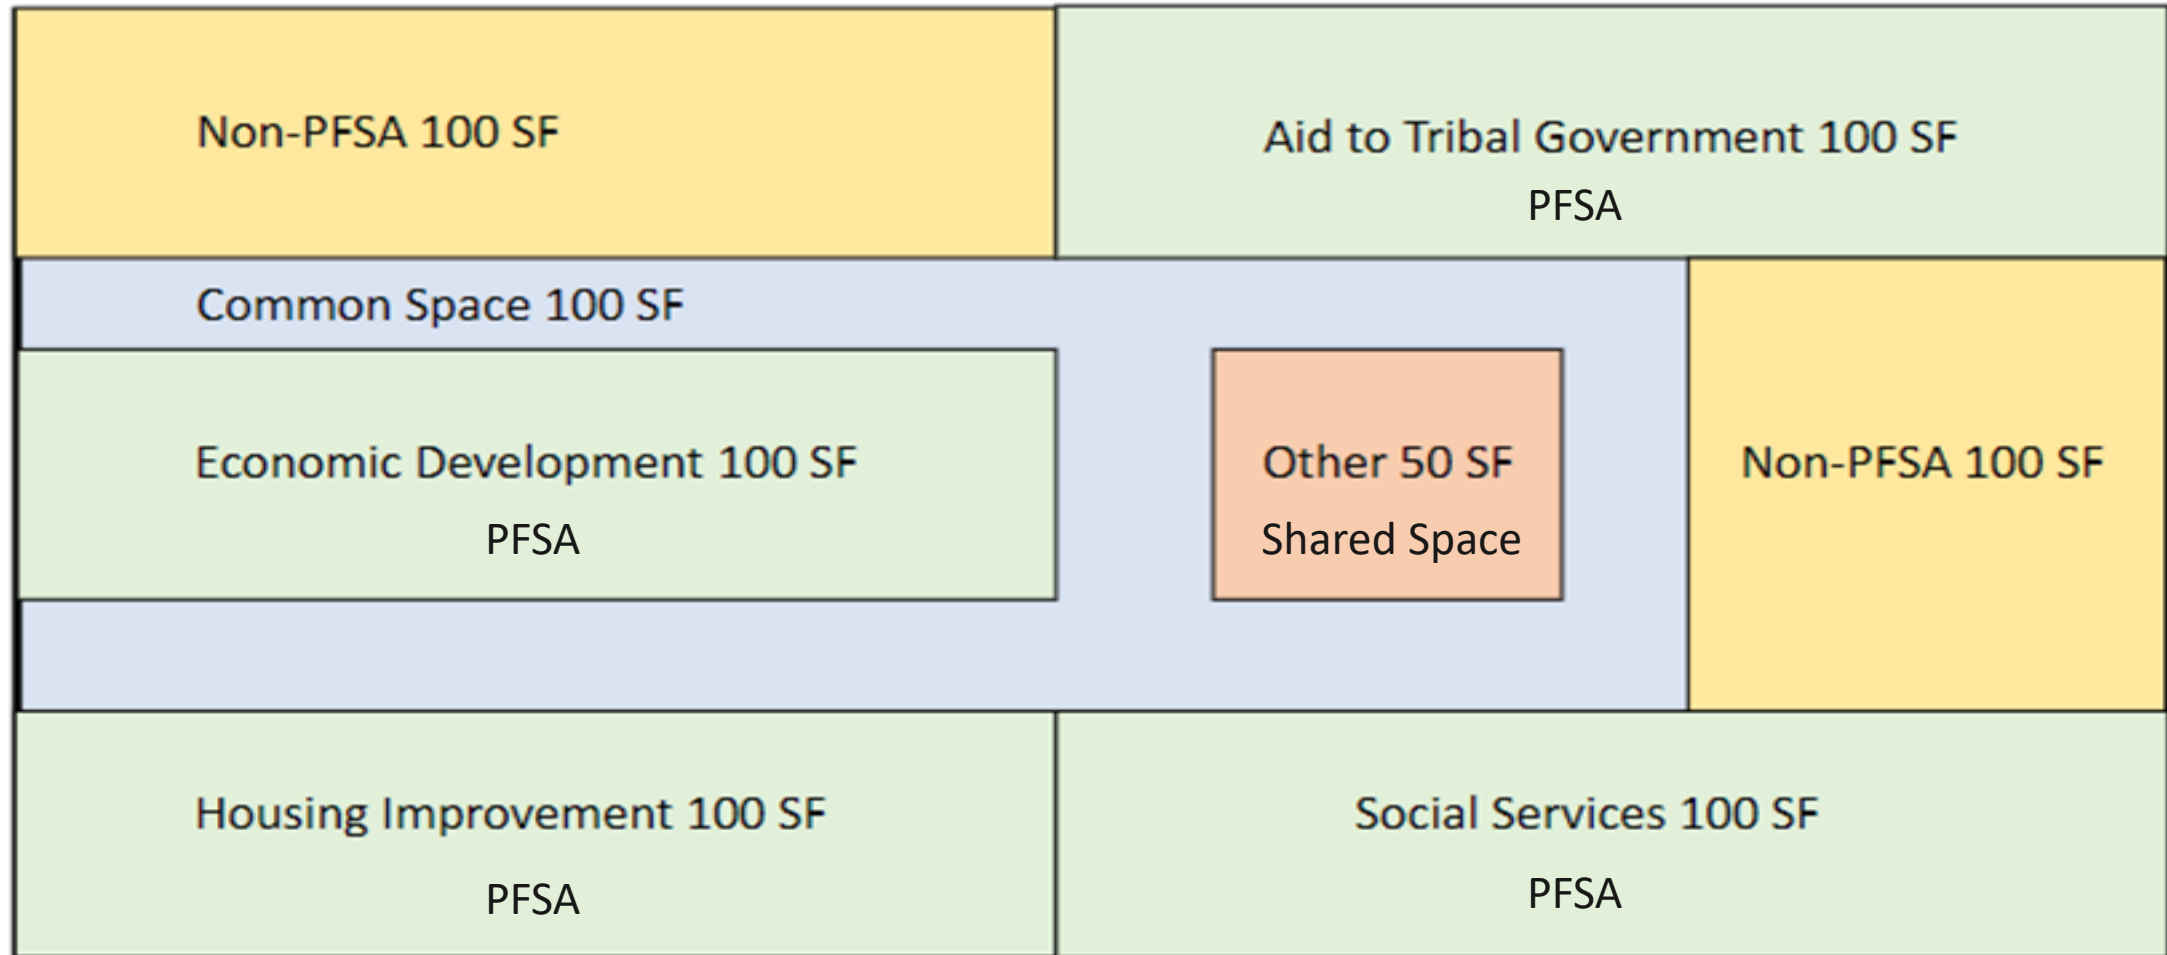 Non-PFSA 100 SF
Aid to Tribal Government 100 SF
PFSA
Common Space 100 SF
Economic Development 100 SF
PFSA
Other 50 SF
Shared Space
Non-PFSA 100 SF
Housing Improvement 100 SF
PFSA
Social Services 100 SF
PFSA